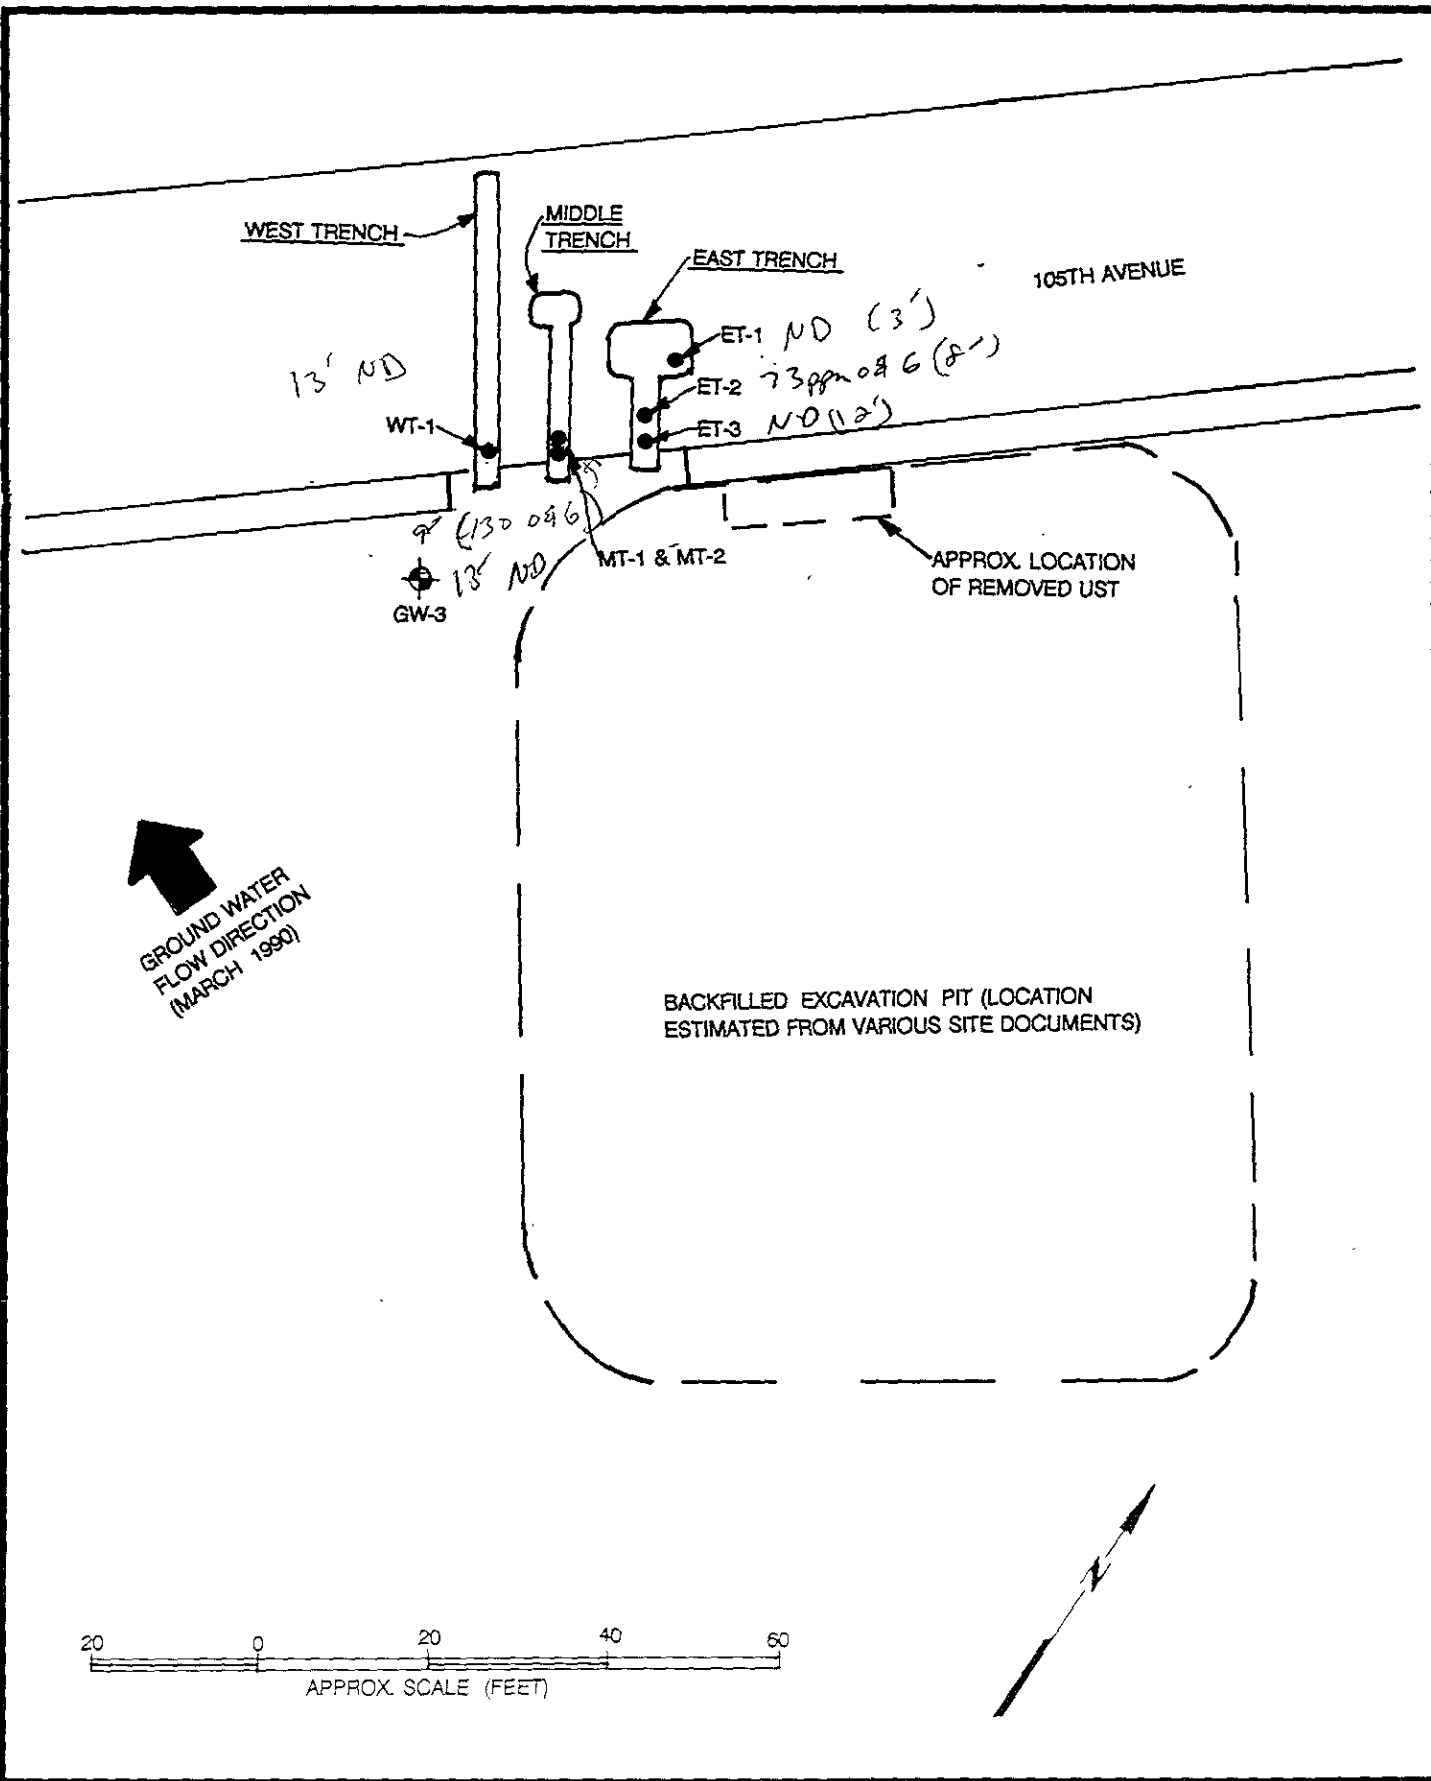 WEST TRENCH
MIDDLE
TRENCH
EAST TRENCH
105TH AVENUE
ET-1 ND (3')
13' ND
ET-2 3ppm O&G (8')
WT-1
ET-3 ND (12')
9' (130 O&G)
MT-1 & MT-2
13' ND
GW-3
APPROX. LOCATION
OF REMOVED UST
GROUND WATER
FLOW DIRECTION
(MARCH 1990)
BACKFILLED EXCAVATION PIT (LOCATION
ESTIMATED FROM VARIOUS SITE DOCUMENTS)
N
20 0 20 40 60
APPROX. SCALE (FEET)